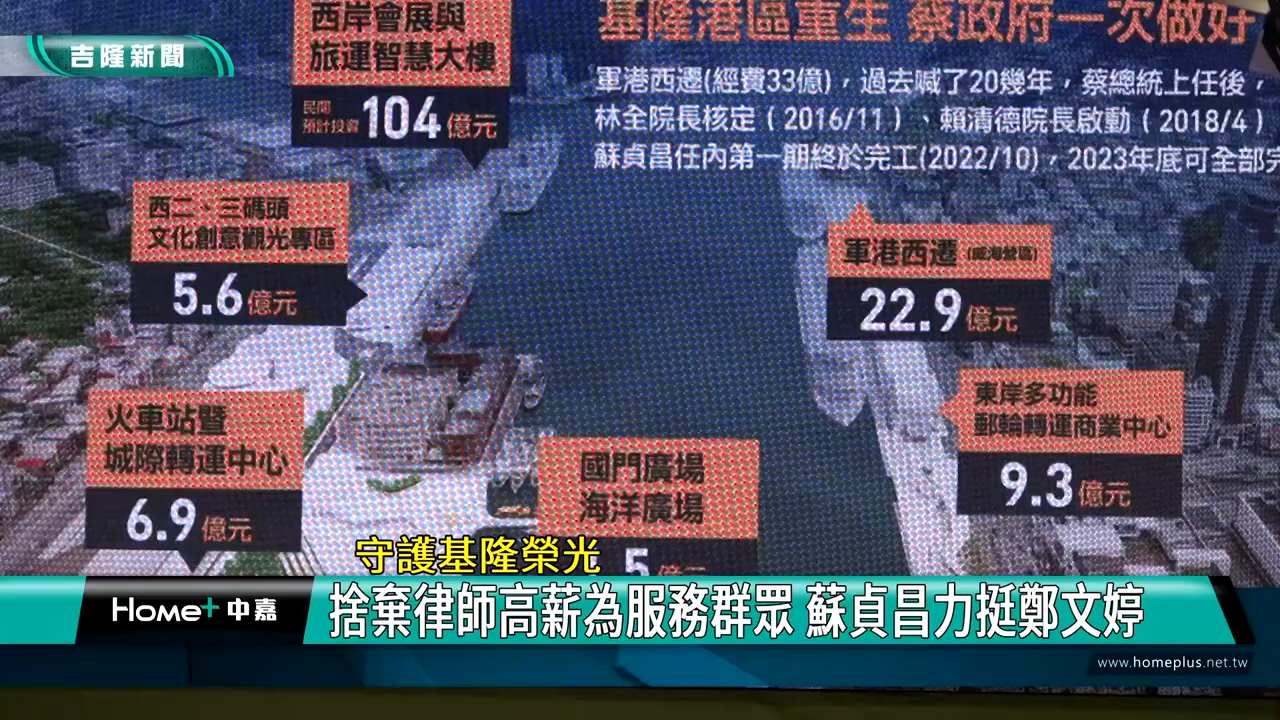 吉隆新聞
西岸會展與
旅運智慧大樓
民間
預計投資 104 億元
基隆港區重生 蔡政府一次做好
軍港西遷(經費33億)，過去喊了20幾年，蔡總統上任後，
林全院長核定（2016/11）、賴清德院長啟動（2018/4）
蘇貞昌任內第一期終於完工(2022/10)，2023年底可全部完
西二、三碼頭
文化創意觀光專區
5.6 億元
軍港西遷 (威海營區)
22.9 億元
火車站暨
城際轉運中心
6.9 億元
東岸多功能
郵輪轉運商業中心
9.3 億元
國門廣場
海洋廣場
5 億元
守護基隆榮光
Home+ 中嘉
捨棄律師高薪為服務群眾 蘇貞昌力挺鄭文婷
www.homeplus.net.tw